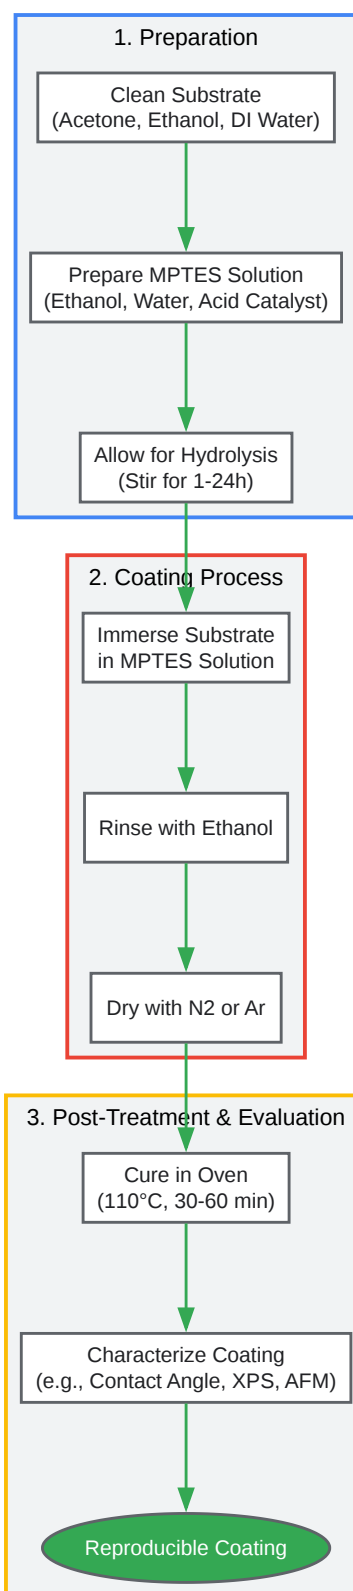 1. Preparation
Clean Substrate
(Acetone, Ethanol, DI Water)
Prepare MPTES Solution
(Ethanol, Water, Acid Catalyst)
Allow for Hydrolysis
(Stir for 1-24h)
2. Coating Process
Immerse Substrate
in MPTES Solution
Rinse with Ethanol
Dry with N2 or Ar
3. Post-Treatment & Evaluation
Cure in Oven
(110°C, 30-60 min)
Characterize Coating
(e.g., Contact Angle, XPS, AFM)
Reproducible Coating